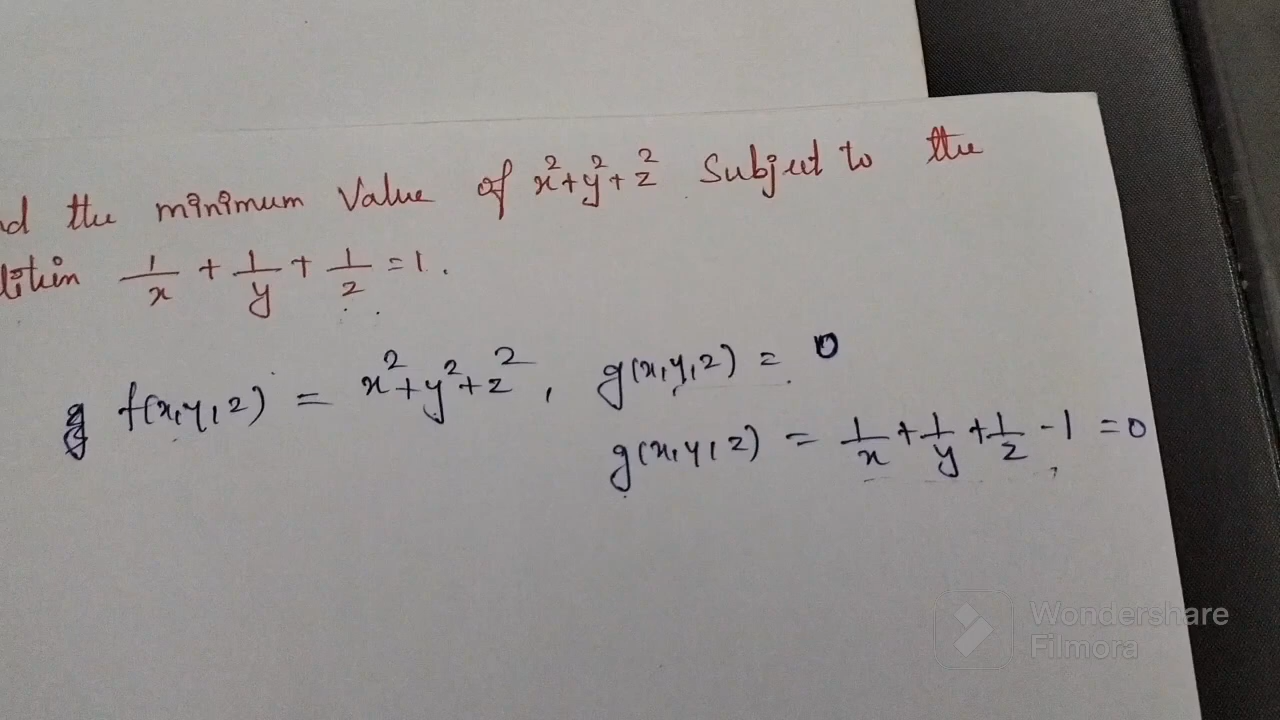 nd the minimum value of x²+y²+z² subject to the
dition 1/x + 1/y + 1/z = 1.
f(x,y,z) = x²+y²+z², g(x,y,z) = 0
g(x,y,z) = 1/x + 1/y + 1/z - 1 = 0
Wondershare
Filmora